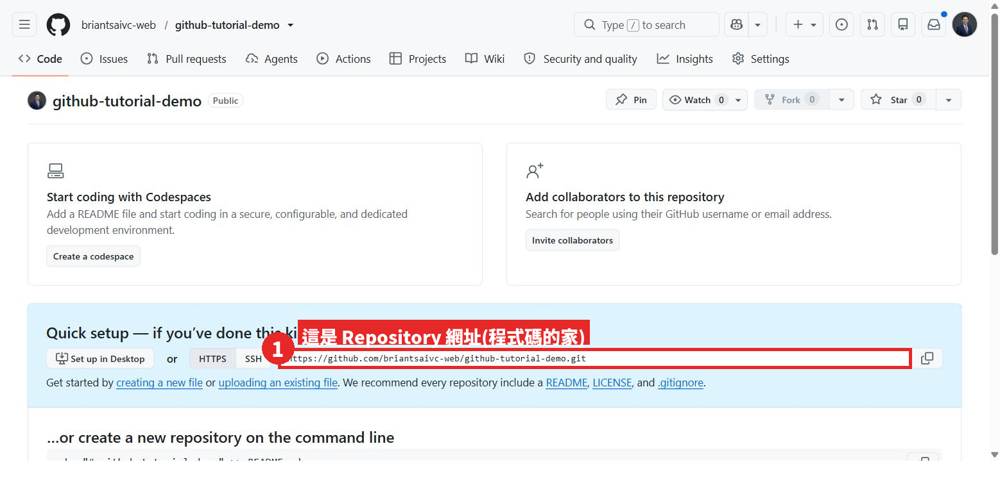 briantsaivc-web / github-tutorial-demo
Type / to search
Code Issues Pull requests Agents Actions Projects Wiki Security and quality Insights Settings
github-tutorial-demo Public
Pin Watch 0 Fork 0 Star 0
Start coding with Codespaces
Add a README file and start coding in a secure, configurable, and dedicated
development environment.
Create a codespace
Add collaborators to this repository
Search for people using their GitHub username or email address.
Invite collaborators
Quick setup — if you've done this ki
這是 Repository 網址(程式碼的家)
1
Set up in Desktop or HTTPS SSH https://github.com/briantsaivc-web/github-tutorial-demo.git
Get started by creating a new file or uploading an existing file. We recommend every repository include a README, LICENSE, and .gitignore.
...or create a new repository on the command line